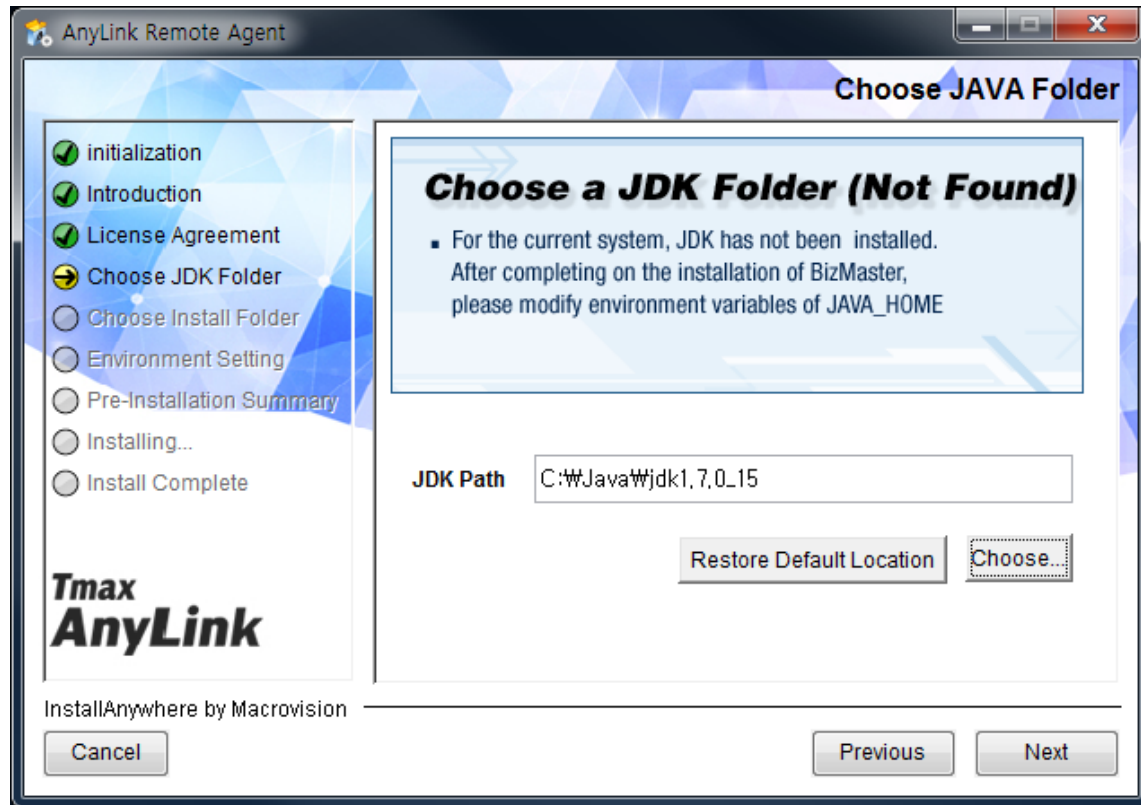 AnyLink Remote Agent
Choose JAVA Folder
initialization
Introduction
License Agreement
Choose JDK Folder
Choose Install Folder
Environment Setting
Pre-Installation Summary
Installing...
Install Complete
Tmax
AnyLink
Choose a JDK Folder (Not Found)
▪ For the current system, JDK has not been installed.
After completing on the installation of BizMaster,
please modify environment variables of JAVA_HOME
JDK Path C:₩Java₩jdk1.7.0_15
Restore Default Location Choose...
InstallAnywhere by Macrovision
Cancel Previous Next